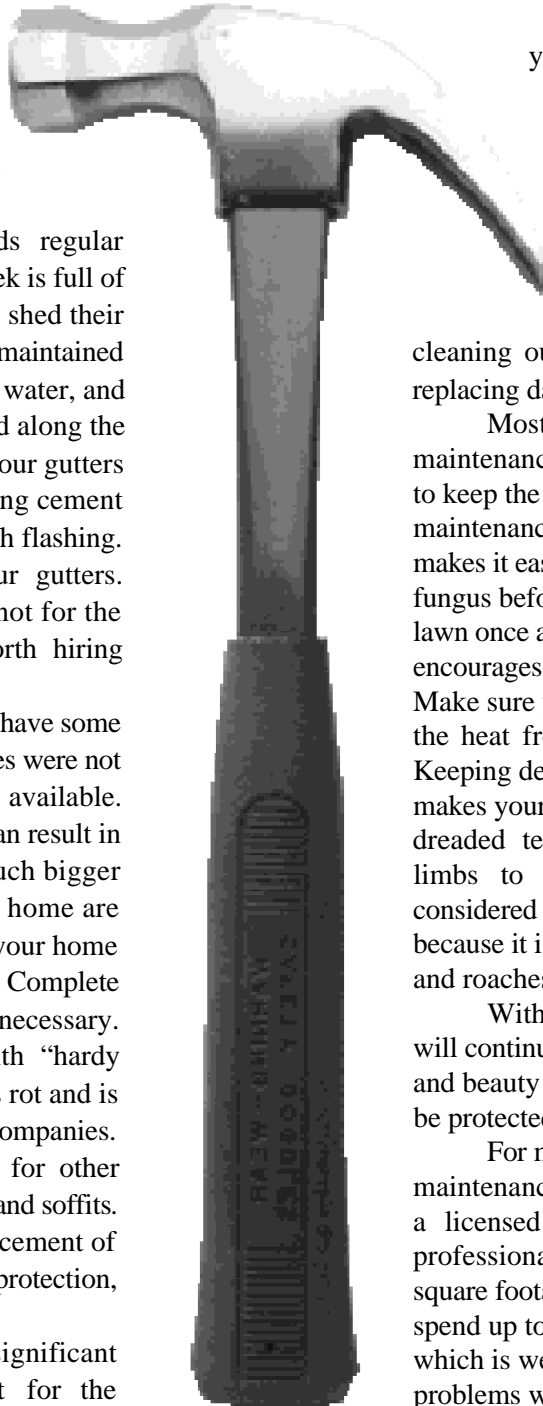 ds regular
ek is full of
shed their
maintained
water, and
d along the
our gutters
ng cement
h flashing.
ur gutters.
not for the
orth hiring
have some
es were not
available.
an result in
uch bigger
home are
your home
Complete
necessary.
th “hardy
s rot and is
ompanies.
for other
and soffits.
cement of
protection,
significant
t for the
y
cleaning ou
replacing da
Most
maintenanc
to keep the
maintenanc
makes it eas
fungus befo
lawn once a
encourages
Make sure
the heat fr
Keeping de
makes your
dreaded te
limbs to
considered
because it i
and roaches
With
will continu
and beauty
be protected
For m
maintenanc
a licensed
professiona
square foota
spend up to
which is we
problems w